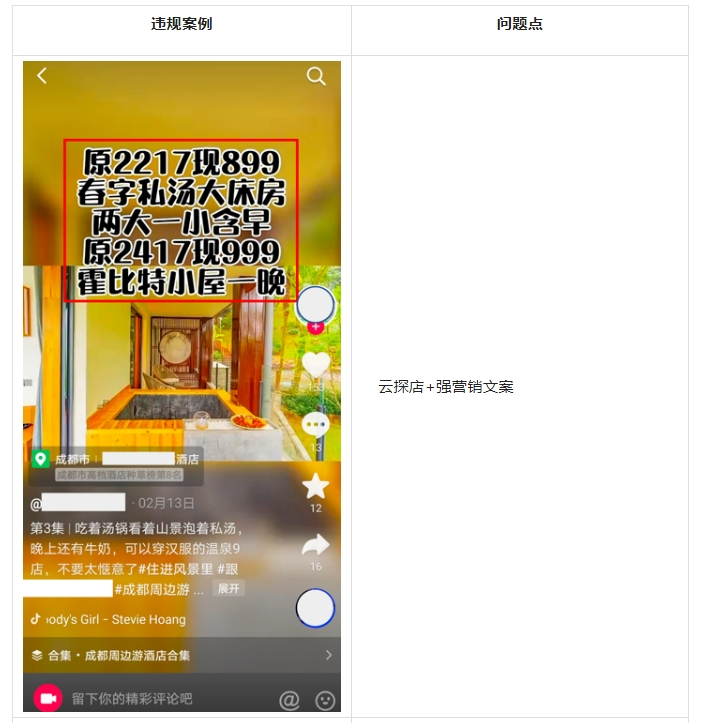 违规案例
问题点
原2217现899
春字私汤大床房
两大一小含早
原2417现999
霍比特小屋一晚
153
13
成都市
酒店
成都市高档酒店种草榜第8名
@
· 02月13日
12
第3集 | 吃着汤锅看着山景泡着私汤，
晚上还有牛奶，可以穿汉服的温泉9
店，不要太惬意了#住进风景里 #跟
#成都周边游 ... 展开
16
ody's Girl - Stevie Hoang
合集 · 成都周边游酒店合集
留下你的精彩评论吧
云探店+强营销文案